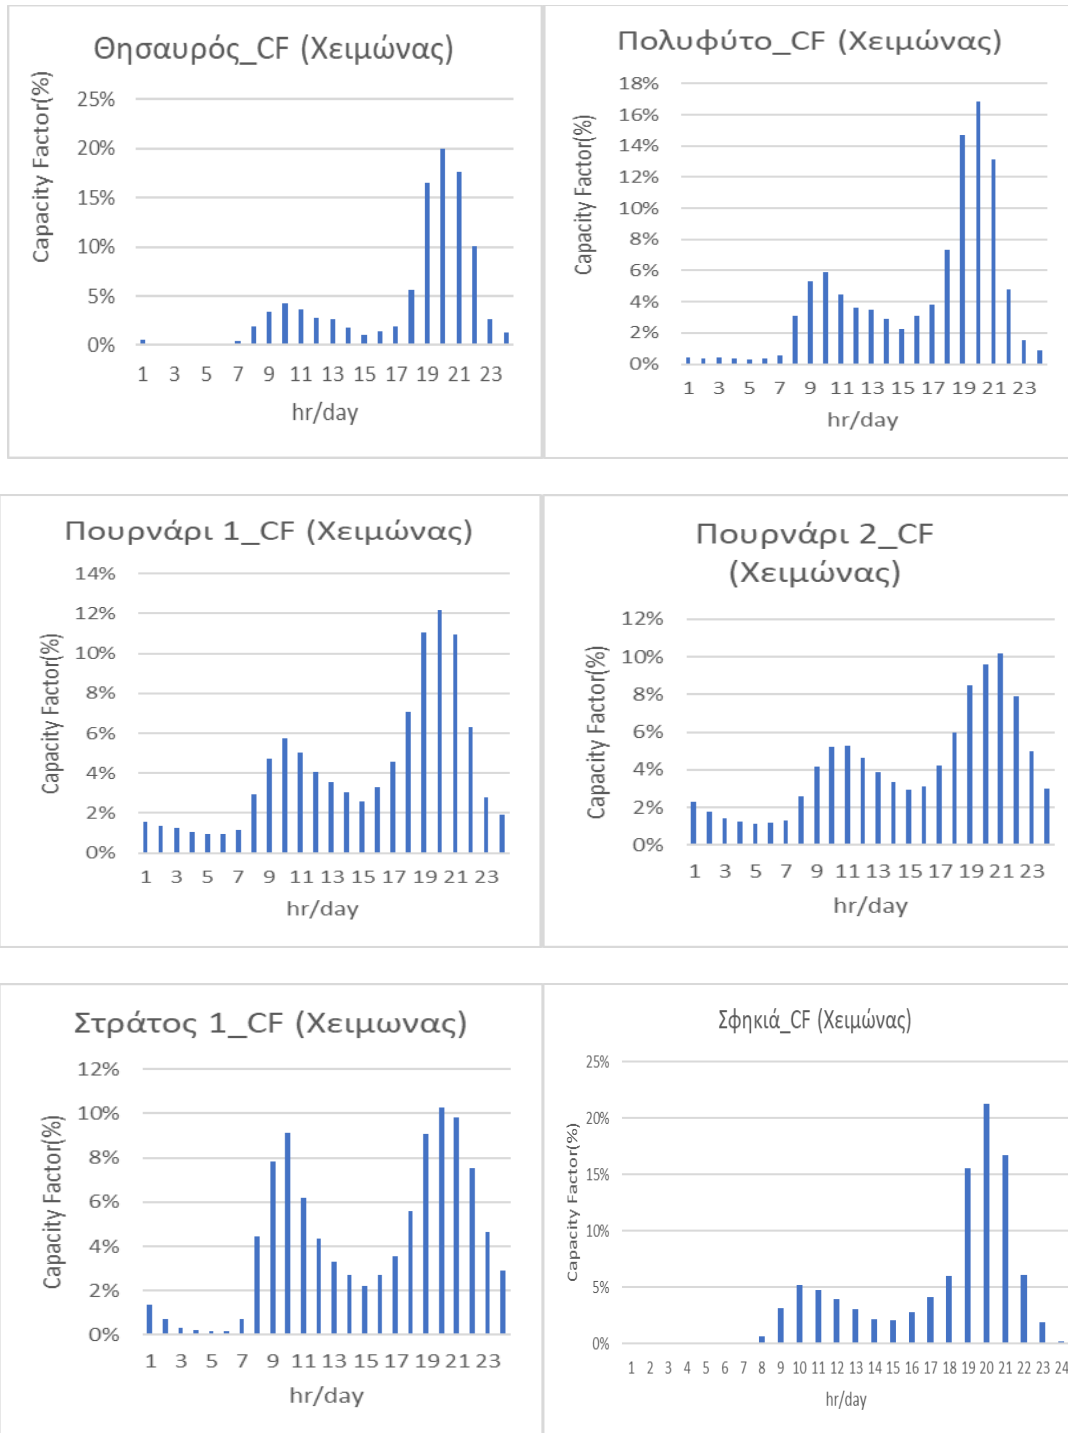 Θησαυρός_CF (Χειμώνας)
Capacity Factor(%)
25%
20%
15%
10%
5%
0%
1 3 5 7 9 11 13 15 17 19 21 23
hr/day
Πολυφύτο_CF (Χειμώνας)
Capacity Factor(%)
18%
16%
14%
12%
10%
8%
6%
4%
2%
0%
1 3 5 7 9 11 13 15 17 19 21 23
hr/day
Πουρνάρι 1_CF (Χειμώνας)
Capacity Factor(%)
14%
12%
10%
8%
6%
4%
2%
0%
1 3 5 7 9 11 13 15 17 19 21 23
hr/day
Πουρνάρι 2_CF
(Χειμώνας)
Capacity Factor(%)
12%
10%
8%
6%
4%
2%
0%
1 3 5 7 9 11 13 15 17 19 21 23
hr/day
Στράτος 1_CF (Χειμωνας)
Capacity Factor(%)
12%
10%
8%
6%
4%
2%
0%
1 3 5 7 9 11 13 15 17 19 21 23
hr/day
Σφηκιά_CF (Χειμώνας)
Capacity Factor(%)
25%
20%
15%
10%
5%
0%
1 2 3 4 5 6 7 8 9 10 11 12 13 14 15 16 17 18 19 20 21 22 23 24
hr/day